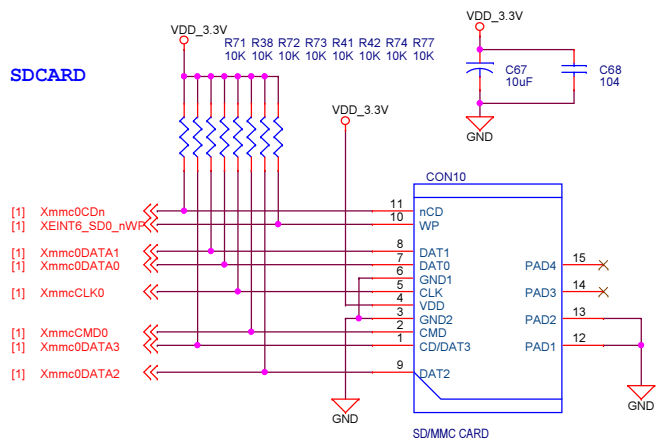 VDD_3.3V
R71 R38 R72 R73 R41 R42 R74 R77
10K 10K 10K 10K 10K 10K 10K 10K
VDD_3.3V
SDCARD
C67
10uF
C68
104
GND
VDD_3.3V
CON10
[1] Xmmc0CDn 11 nCD
[1] XEINT6_SD0_nWP 10 WP
[1] Xmmc0DATA1 8 DAT1
[1] Xmmc0DATA0 7 DAT0
6 GND1
[1] XmmcCLK0 5 CLK
4 VDD
3 GND2
[1] XmmcCMD0 2 CMD
[1] Xmmc0DATA3 1 CD/DAT3
[1] Xmmc0DATA2 9 DAT2
PAD4 15
PAD3 14
PAD2 13
PAD1 12
GND
GND
SD/MMC CARD